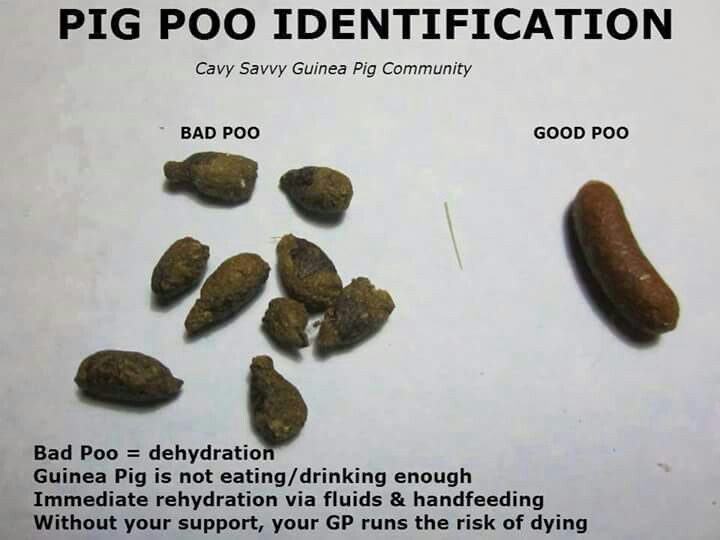 PIG POO IDENTIFICATION
Cavy Savvy Guinea Pig Community
BAD POO
GOOD POO
Bad Poo = dehydration
Guinea Pig is not eating/drinking enough
Immediate rehydration via fluids & handfeeding
Without your support, your GP runs the risk of dying